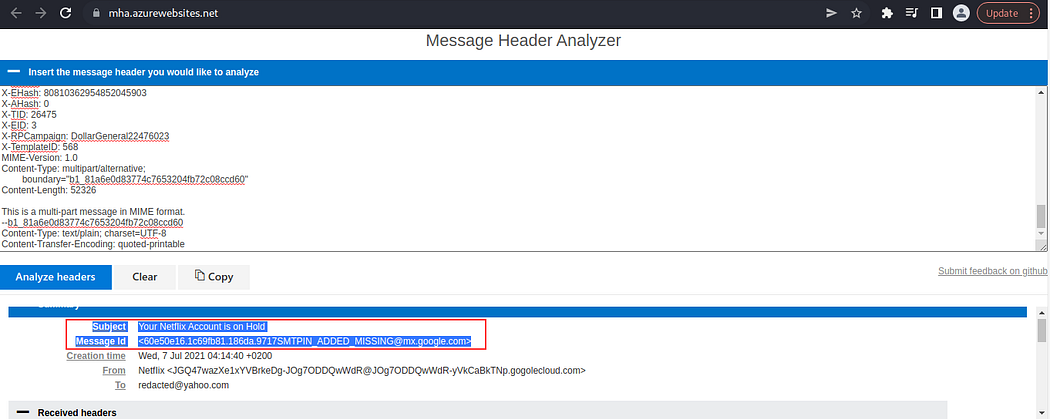 mha.azurewebsites.net
Update
Message Header Analyzer
Insert the message header you would like to analyze
X-EHash: 80810362954852045903
X-AHash: 0
X-TID: 26475
X-EID: 3
X-RPCampaign: DollarGeneral22476023
X-TemplateID: 568
MIME-Version: 1.0
Content-Type: multipart/alternative;
boundary="b1_81a6e0d83774c7653204fb72c08ccd60"
Content-Length: 52326
This is a multi-part message in MIME format.
--b1_81a6e0d83774c7653204fb72c08ccd60
Content-Type: text/plain; charset=UTF-8
Content-Transfer-Encoding: quoted-printable
Analyze headers Clear Copy Submit feedback on github
Summary
Subject Your Netflix Account is on Hold
Message Id <60e50e16.1c69fb81.186da.9717SMTPIN_ADDED_MISSING@mx.google.com>
Creation time Wed, 7 Jul 2021 04:14:40 +0200
From Netflix <JGQ47wazXe1xYVBrkeDg-JOg7ODDQwWdR@JOg7ODDQwWdR-yVkCaBkTNp.gogolecloud.com>
To redacted@yahoo.com
Received headers